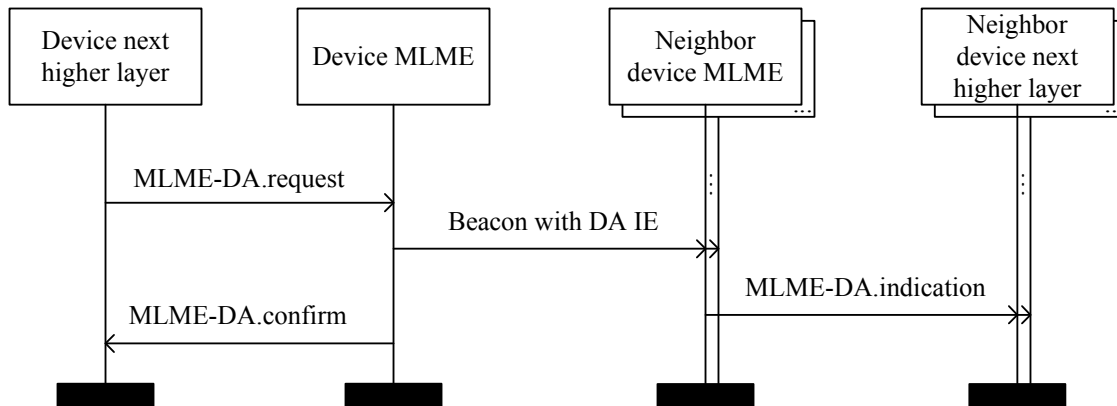 Device next
higher layer
Device MLME
Neighbor
device MLME
...
Neighbor
device next
higher layer
...
MLME-DA.request
Beacon with DA IE
MLME-DA.indication
MLME-DA.confirm